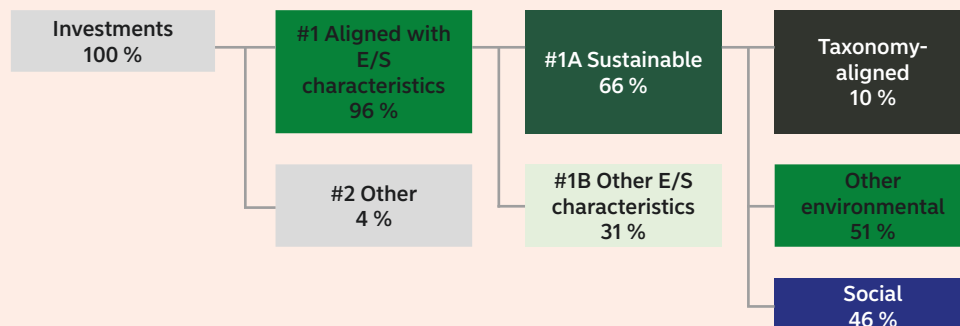 Investments
100 %
#1 Aligned with
E/S
characteristics
96 %
#1A Sustainable
66 %
Taxonomy-
aligned
10 %
#2 Other
4 %
#1B Other E/S
characteristics
31 %
Other
environmental
51 %
Social
46 %